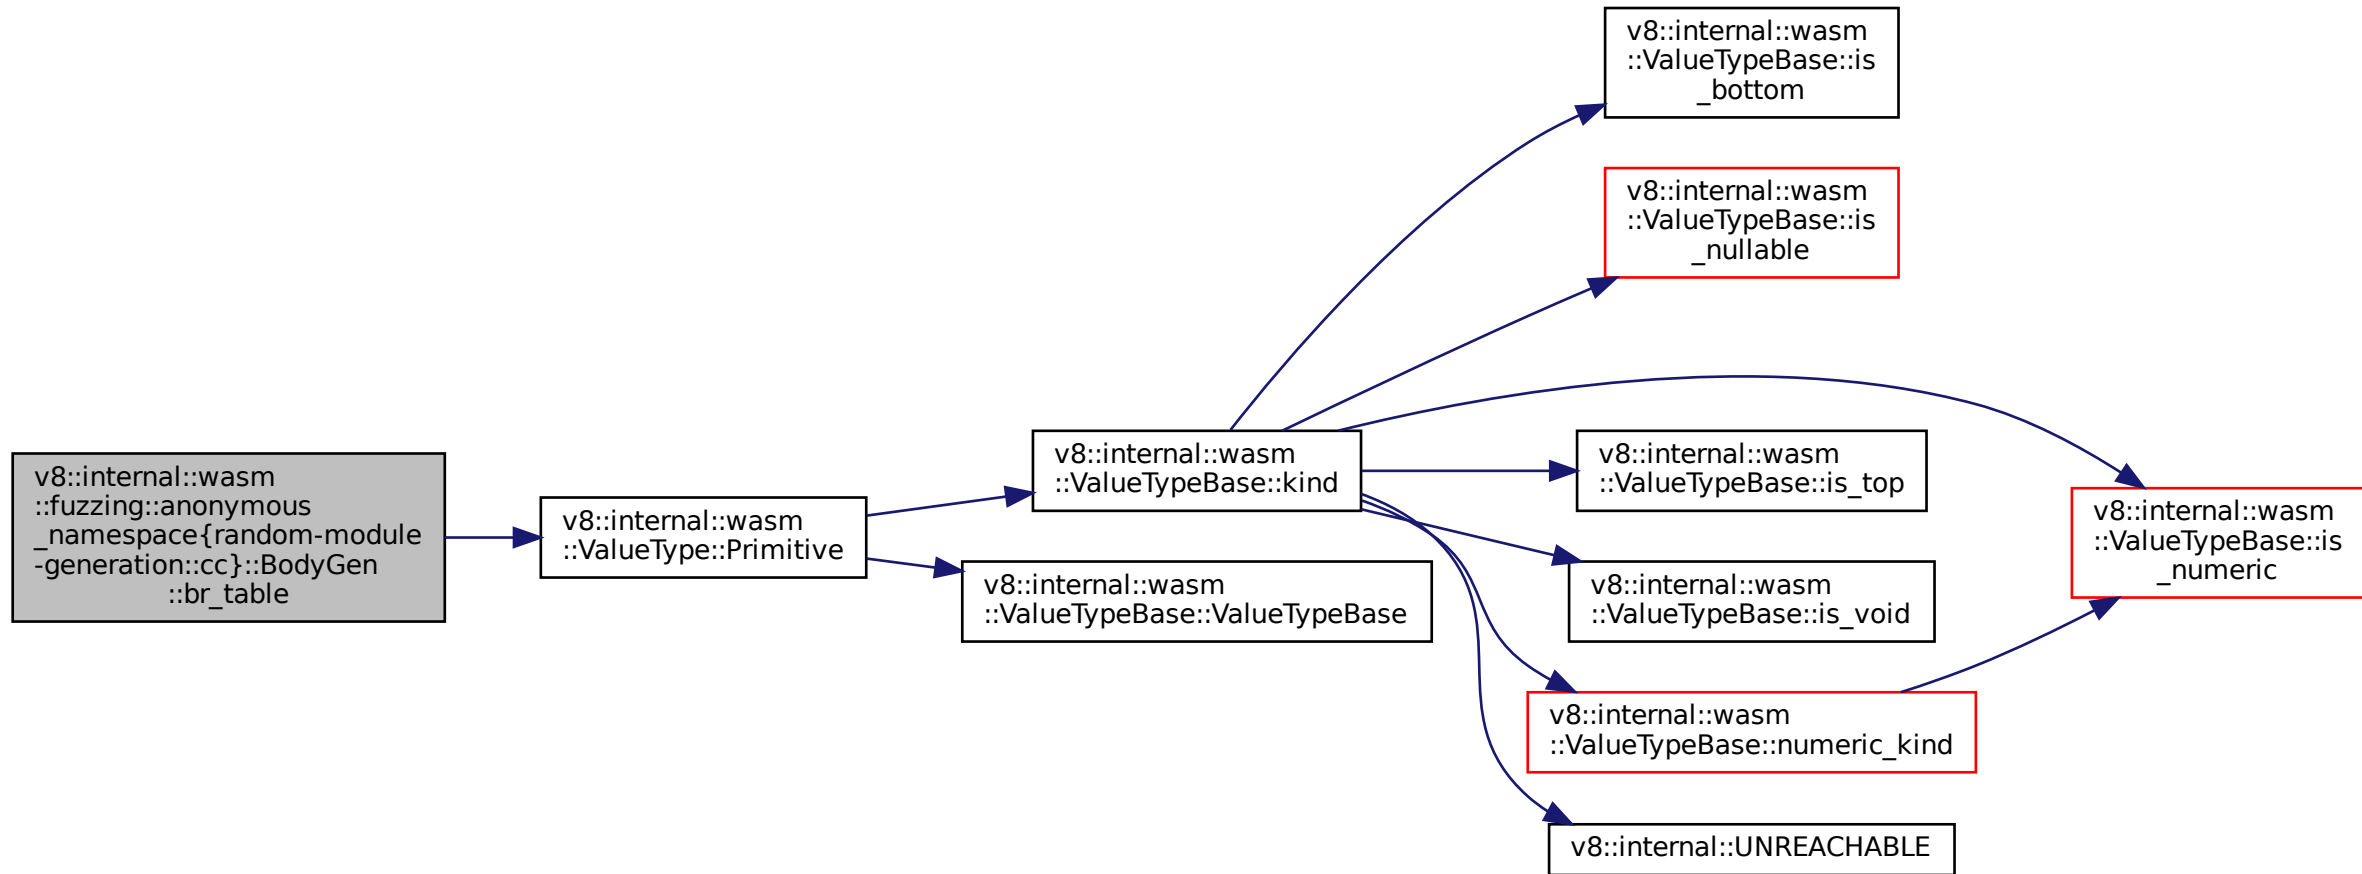 v8::internal::wasm
::fuzzing::anonymous
_namespace{random-module
-generation::cc}::BodyGen
::br_table
v8::internal::wasm
::ValueType::Primitive
v8::internal::wasm
::ValueTypeBase::kind
v8::internal::wasm
::ValueTypeBase::ValueTypeBase
v8::internal::wasm
::ValueTypeBase::is
_bottom
v8::internal::wasm
::ValueTypeBase::is
_nullable
v8::internal::wasm
::ValueTypeBase::is_top
v8::internal::wasm
::ValueTypeBase::is_void
v8::internal::wasm
::ValueTypeBase::numeric_kind
v8::internal::UNREACHABLE
v8::internal::wasm
::ValueTypeBase::is
_numeric